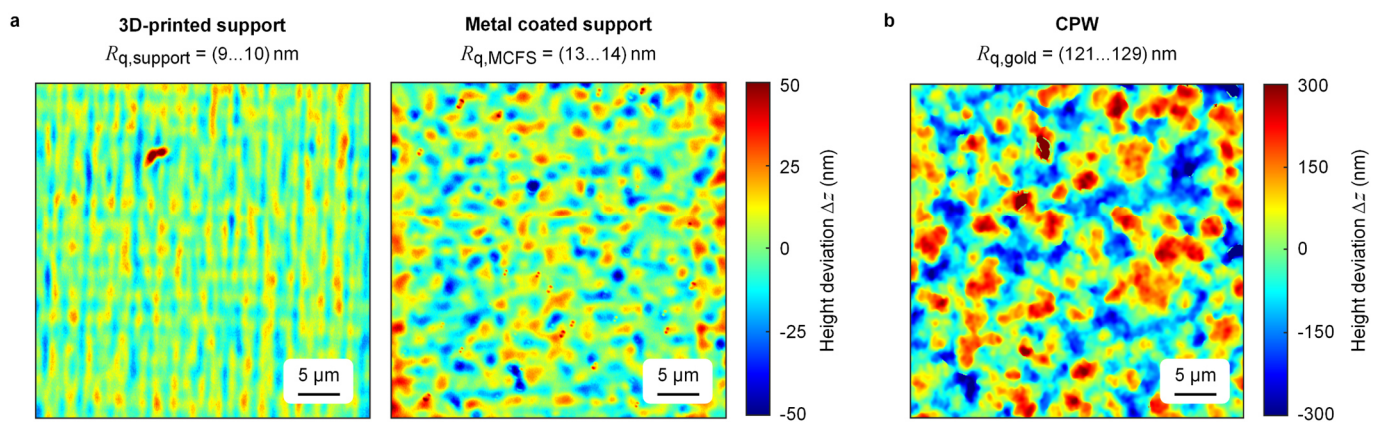 a
3D-printed support
Rq,support = (9...10) nm
Metal coated support
Rq,MCFS = (13...14) nm
50
25
0
-25
-50
Height deviation Δz (nm)
5 μm
5 μm
b
CPW
Rq,gold = (121...129) nm
300
150
0
-150
-300
Height deviation Δz (nm)
5 μm